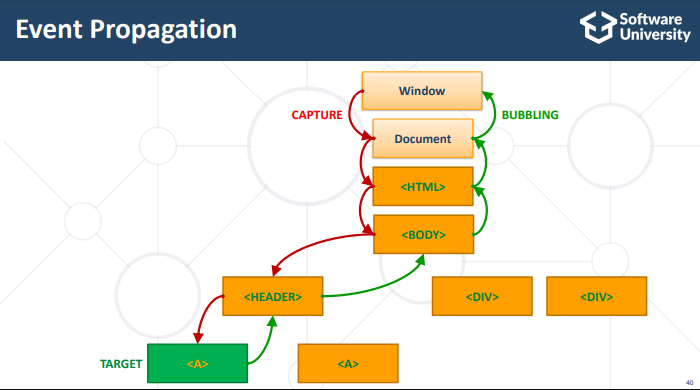 Event Propagation
Software
University
Window
CAPTURE
BUBBLING
Document
<HTML>
<BODY>
<HEADER>
<DIV>
<DIV>
TARGET
<A>
<A>
40